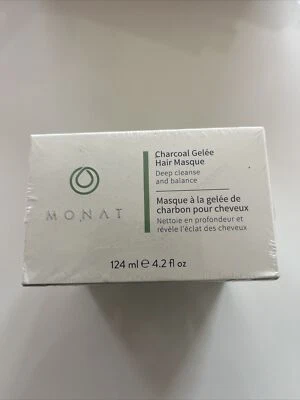 MONAT
Charcoal Gelée
Hair Masque
Deep cleanse
and balance
Masque à la gelée de
charbon pour cheveux
Nettoie en profondeur et
révèle l'éclat des cheveux
124 ml ℮ 4.2 fl oz